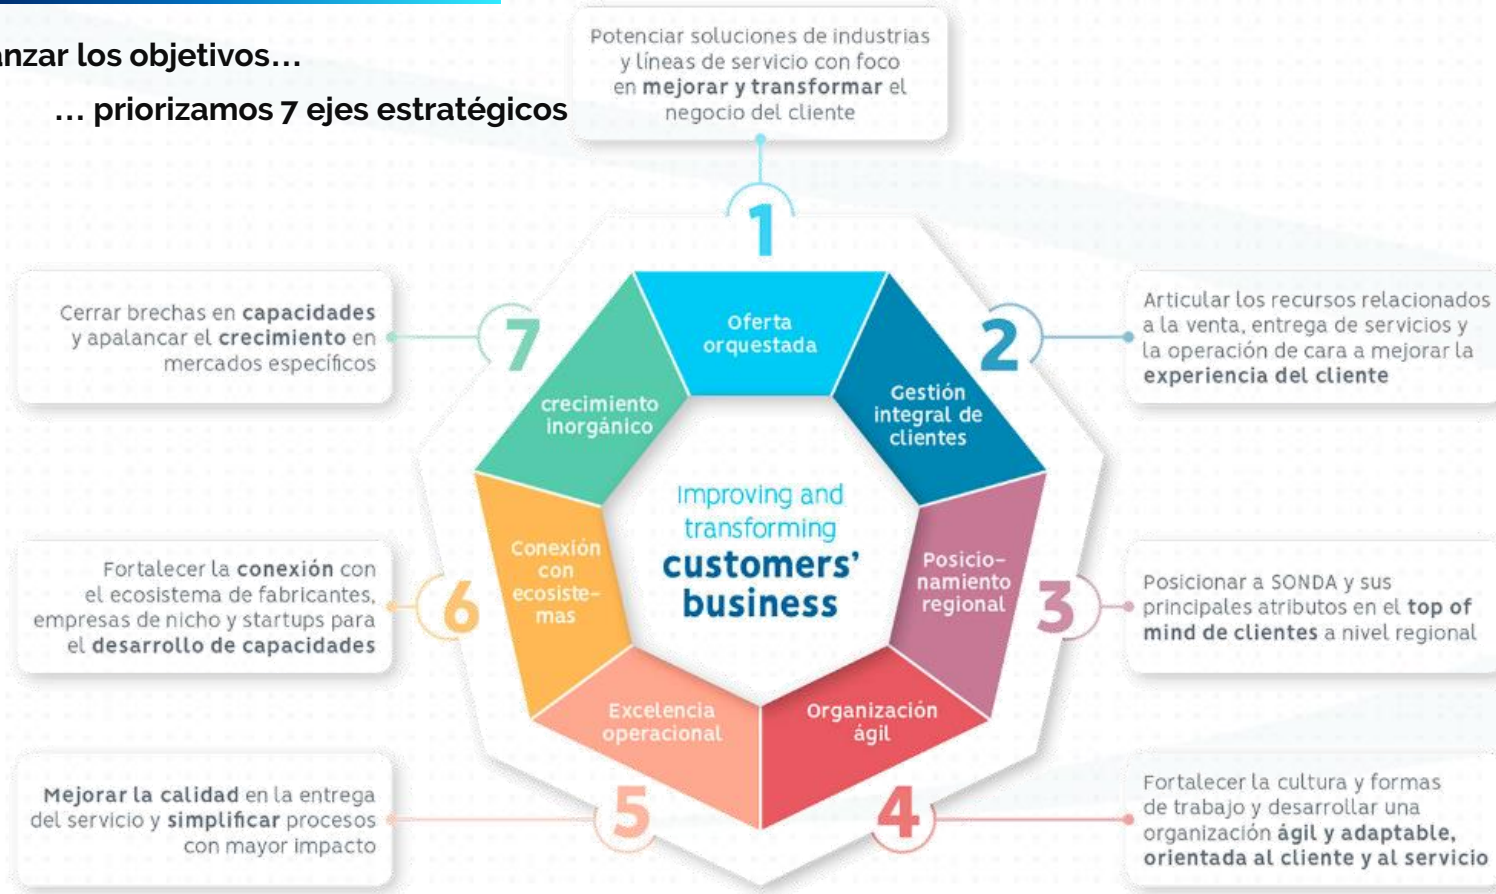 anzar los objetivos...
... priorizamos 7 ejes estratégicos
Potenciar soluciones de industrias
y líneas de servicio con foco
en mejorar y transformar el
negocio del cliente
1
Oferta
orquestada
2
Gestión
integral de
clientes
Articular los recursos relacionados
a la venta, entrega de servicios y
la operación de cara a mejorar la
experiencia del cliente
3
Posicio-
namiento
regional
Posicionar a SONDA y sus
principales atributos en el top of
mind de clientes a nivel regional
4
Organización
ágil
Fortalecer la cultura y formas
de trabajo y desarrollar una
organización ágil y adaptable,
orientada al cliente y al servicio
5
Excelencia
operacional
Mejorar la calidad en la entrega
del servicio y simplificar procesos
con mayor impacto
6
Conexión
con
ecosiste-
mas
Fortalecer la conexión con
el ecosistema de fabricantes,
empresas de nicho y startups para
el desarrollo de capacidades
7
crecimiento
inorgánico
Cerrar brechas en capacidades
y apalancar el crecimiento en
mercados específicos
Improving and
transforming
customers'
business